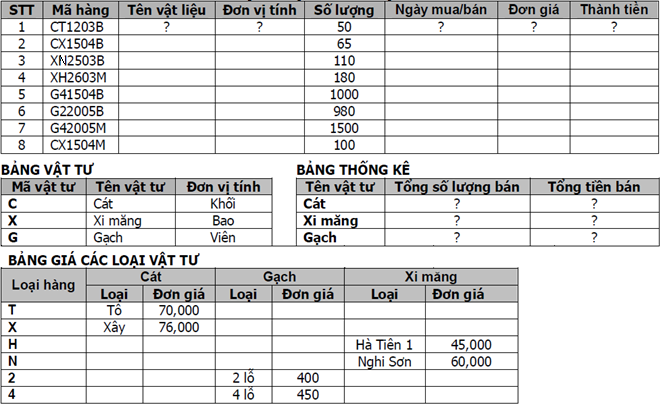 STT Mã hàng Tên vật liệu Đơn vị tính Số lượng Ngày mua/bán Đơn giá Thành tiền
1 CT1203B ? ? 50 ? ? ?
2 CX1504B 65
3 XN2503B 110
4 XH2603M 180
5 G41504B 1000
6 G22005B 980
7 G42005M 1500
8 CX1504M 100
BẢNG VẬT TƯ
Mã vật tư Tên vật tư Đơn vị tính
C Cát Khối
X Xi măng Bao
G Gạch Viên
BẢNG THỐNG KÊ
Tên vật tư Tổng số lượng bán Tổng tiền bán
Cát ? ?
Xi măng ? ?
Gạch ? ?
BẢNG GIÁ CÁC LOẠI VẬT TƯ
Loại hàng Cát Gạch Xi măng
Loại Đơn giá Loại Đơn giá Loại Đơn giá
T Tô 70,000
X Xây 76,000
H Hà Tiên 1 45,000
N Nghi Sơn 60,000
2 2 lỗ 400
4 4 lỗ 450